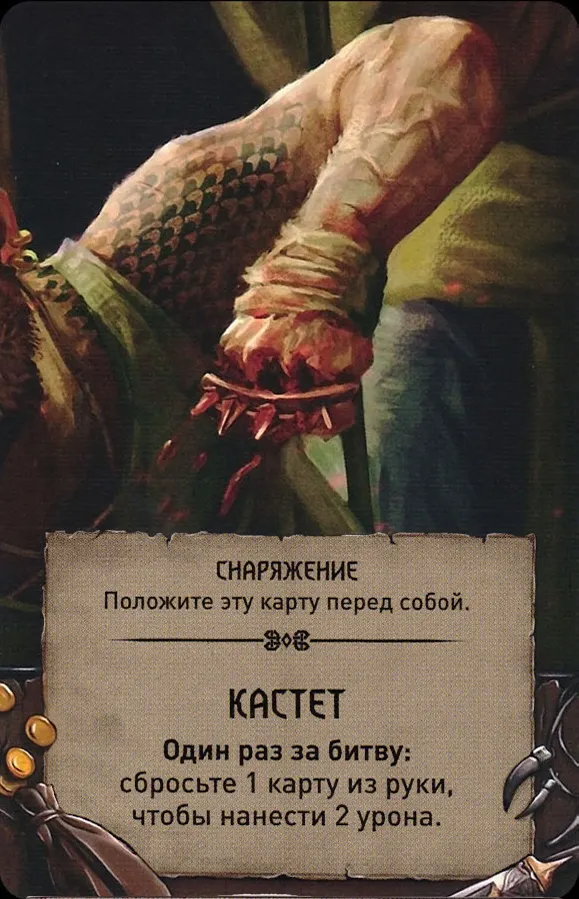 СНАРЯЖЕНИЕ
Положите эту карту перед собой.
КАСТЕТ
Один раз за битву:
сбросьте 1 карту из руки,
чтобы нанести 2 урона.